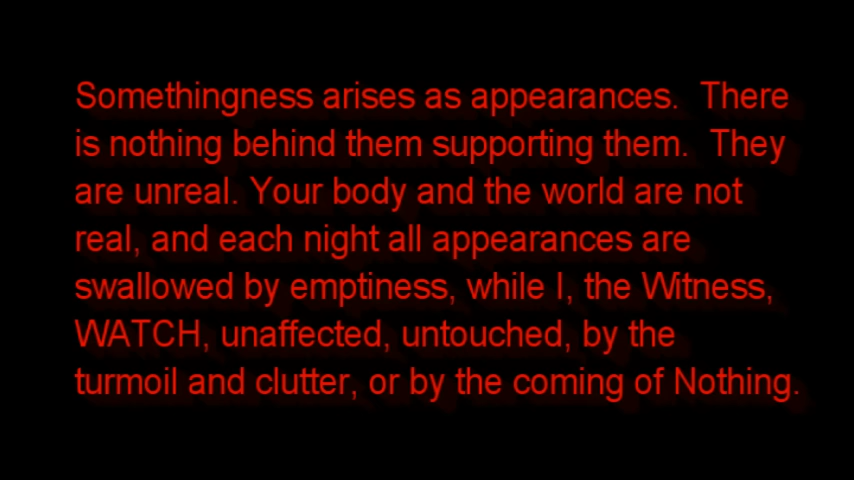 Somethingness arises as appearances.  There
is nothing behind them supporting them.  They
are unreal. Your body and the world are not
real, and each night all appearances are
swallowed by emptiness, while I, the Witness,
WATCH, unaffected, untouched, by the
turmoil and clutter, or by the coming of Nothing.